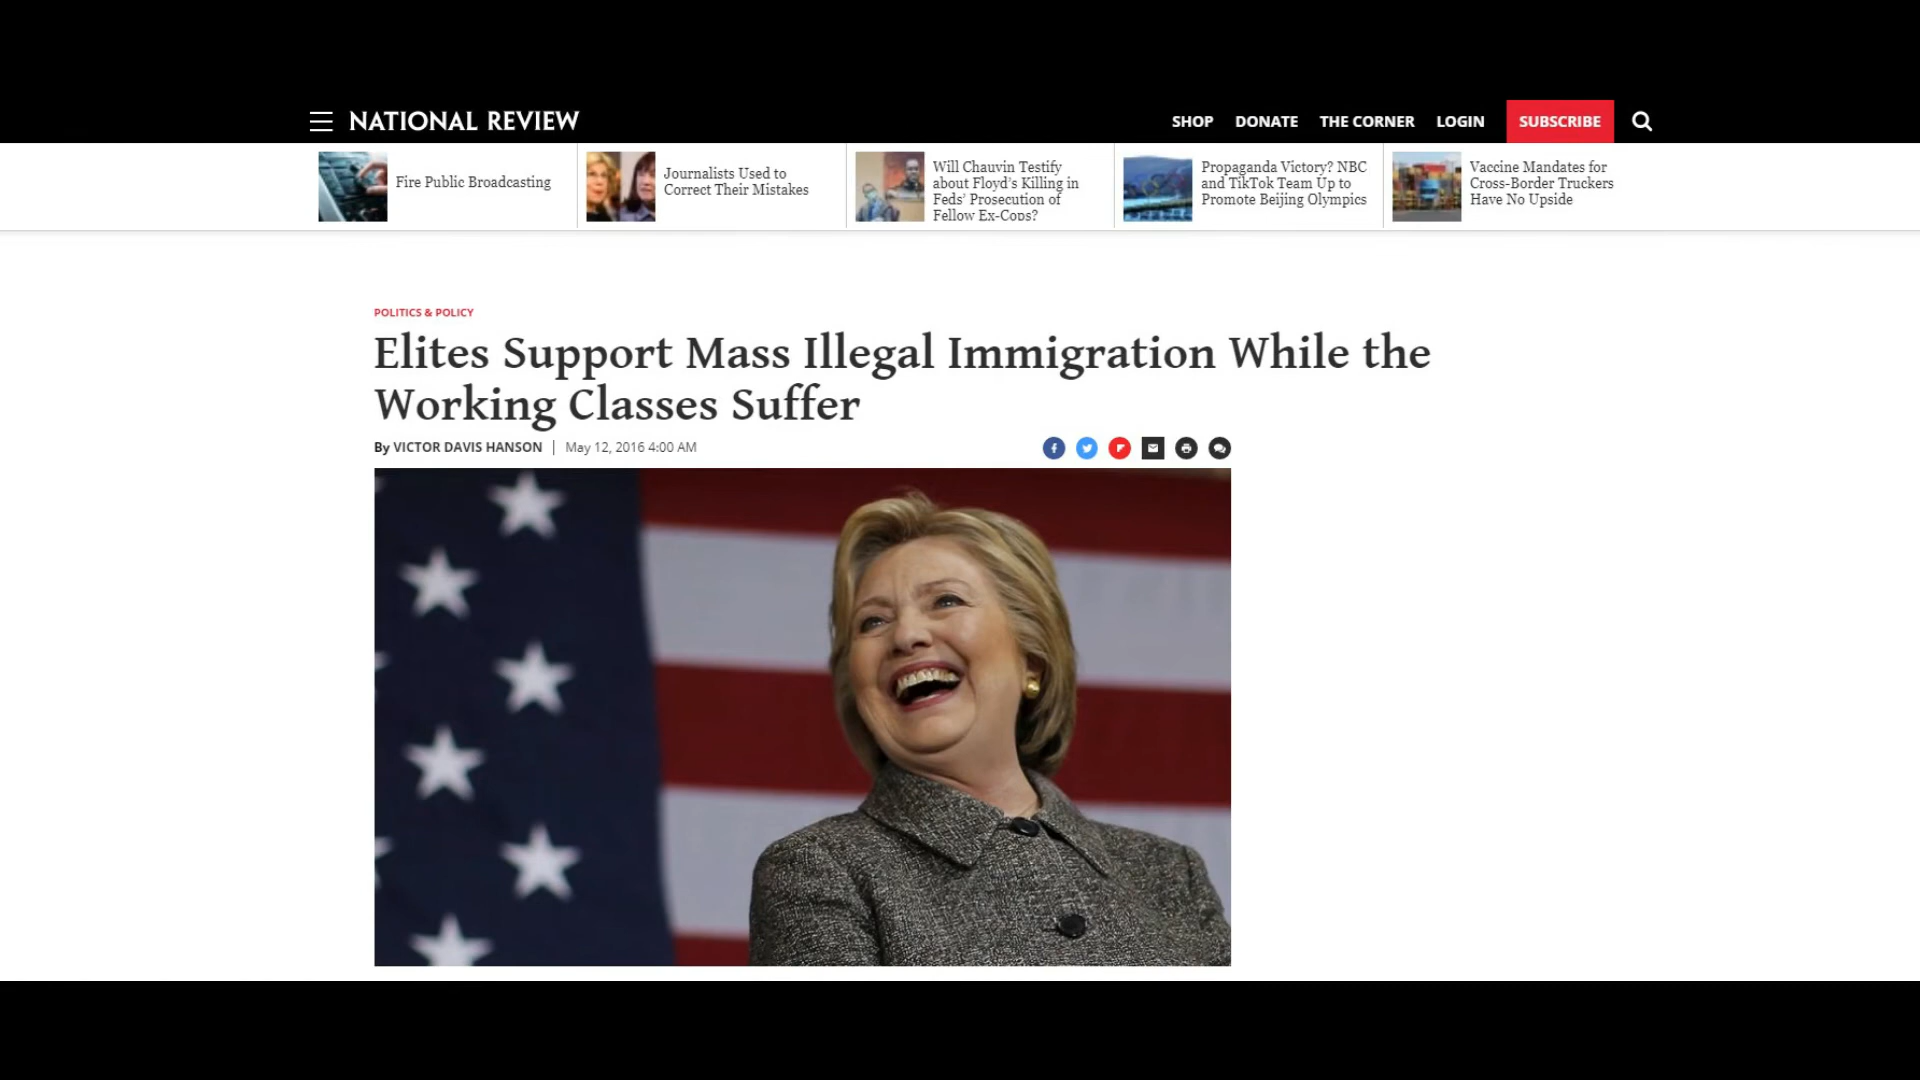 NATIONAL REVIEW
SHOP DONATE THE CORNER LOGIN SUBSCRIBE
Fire Public Broadcasting
Journalists Used to
Correct Their Mistakes
Will Chauvin Testify
about Floyd's Killing in
Feds' Prosecution of
Fellow Ex-Cops?
Propaganda Victory? NBC
and TikTok Team Up to
Promote Beijing Olympics
Vaccine Mandates for
Cross-Border Truckers
Have No Upside
POLITICS & POLICY
Elites Support Mass Illegal Immigration While the
Working Classes Suffer
By VICTOR DAVIS HANSON | May 12, 2016 4:00 AM